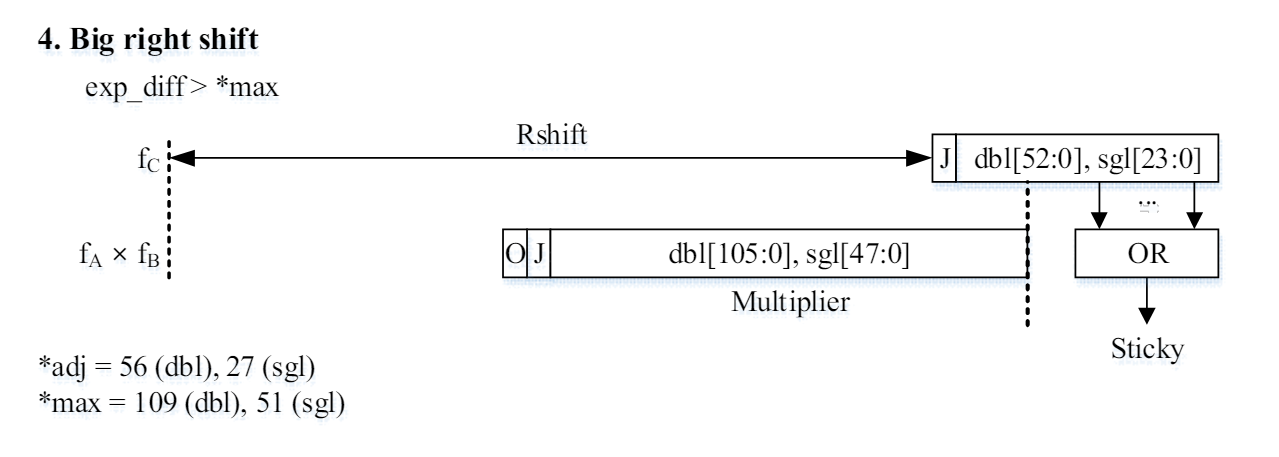 4. Big right shift
exp_diff > *max
Rshift
f_C
J dbl[52:0], sgl[23:0]
...
f_A × f_B
O J dbl[105:0], sgl[47:0]
OR
Multiplier
Sticky
*adj = 56 (dbl), 27 (sgl)
*max = 109 (dbl), 51 (sgl)